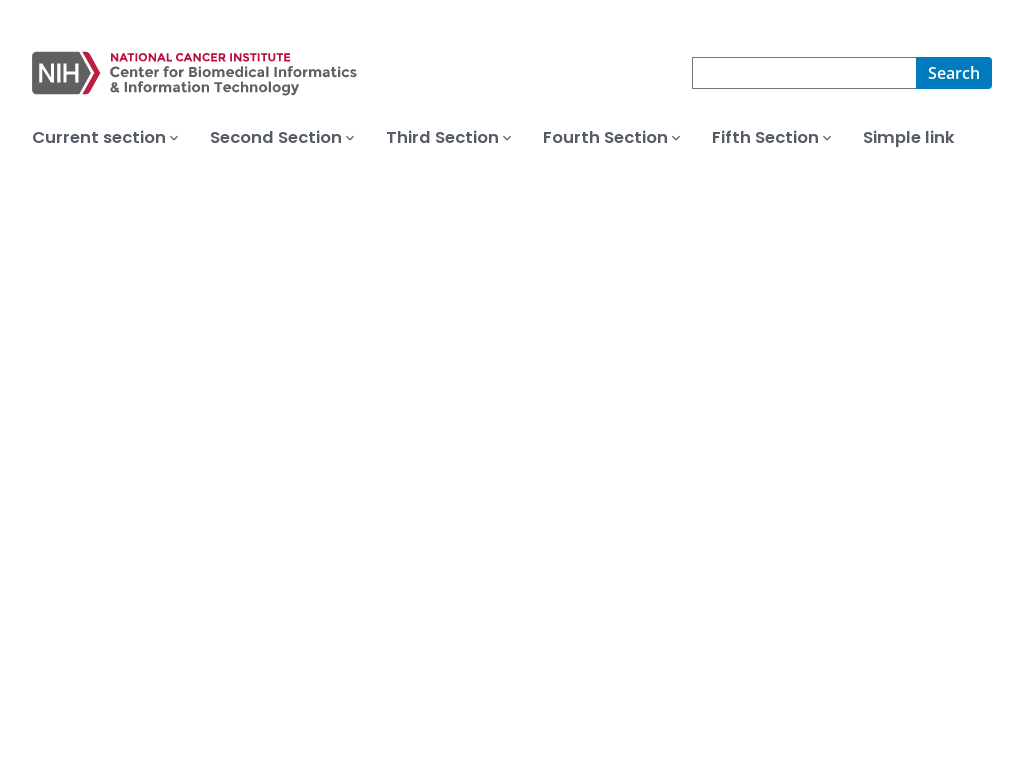 NIH
NATIONAL CANCER INSTITUTE
Center for Biomedical Informatics
& Information Technology
Search
Current section
Second Section
Third Section
Fourth Section
Fifth Section
Simple link